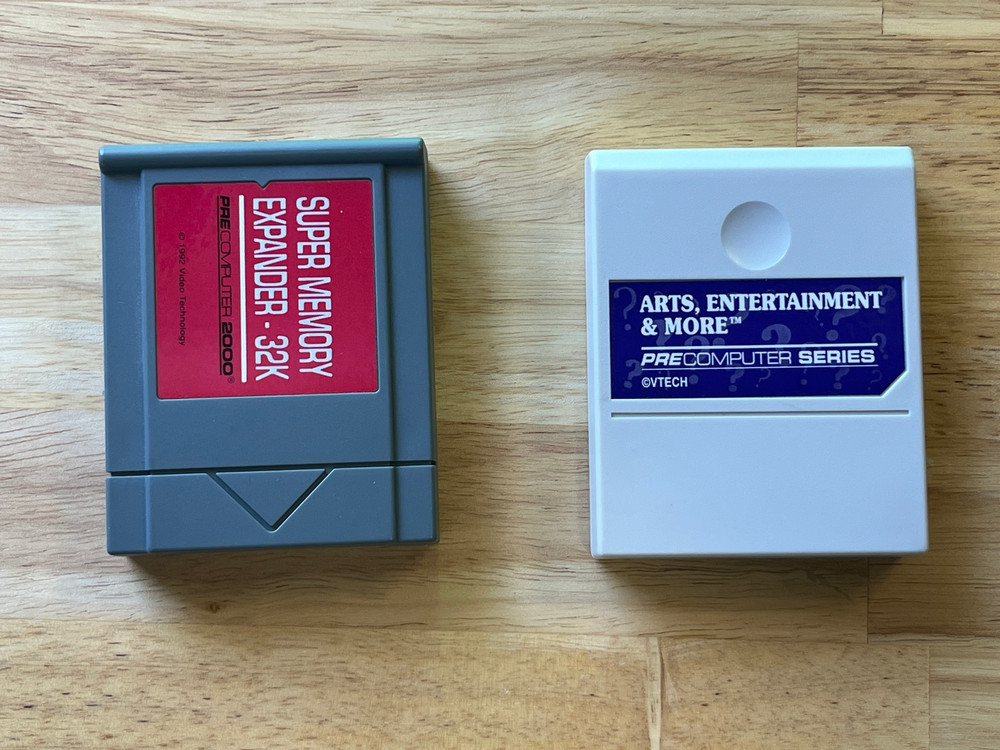 SUPER MEMORY
EXPANDER - 32K
PRECOMPUTER 2000®
© 1992 Video Technology
ARTS, ENTERTAINMENT
& MORE™
PRECOMPUTER SERIES
©VTECH